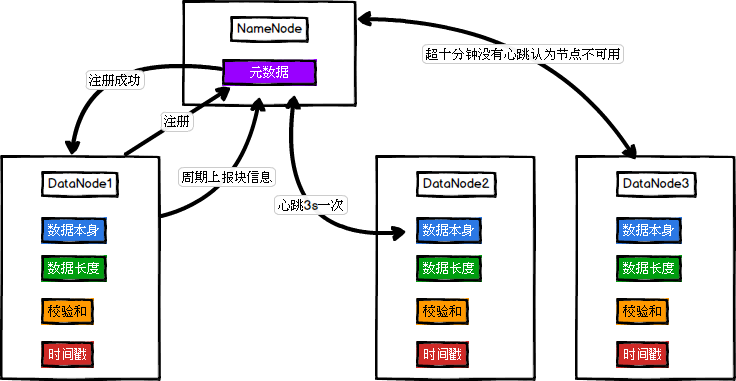 NameNode
元数据
超十分钟没有心跳认为节点不可用
注册成功
注册
周期上报块信息
心跳3s一次
DataNode1
数据本身
数据长度
校验和
时间戳
DataNode2
数据本身
数据长度
校验和
时间戳
DataNode3
数据本身
数据长度
校验和
时间戳